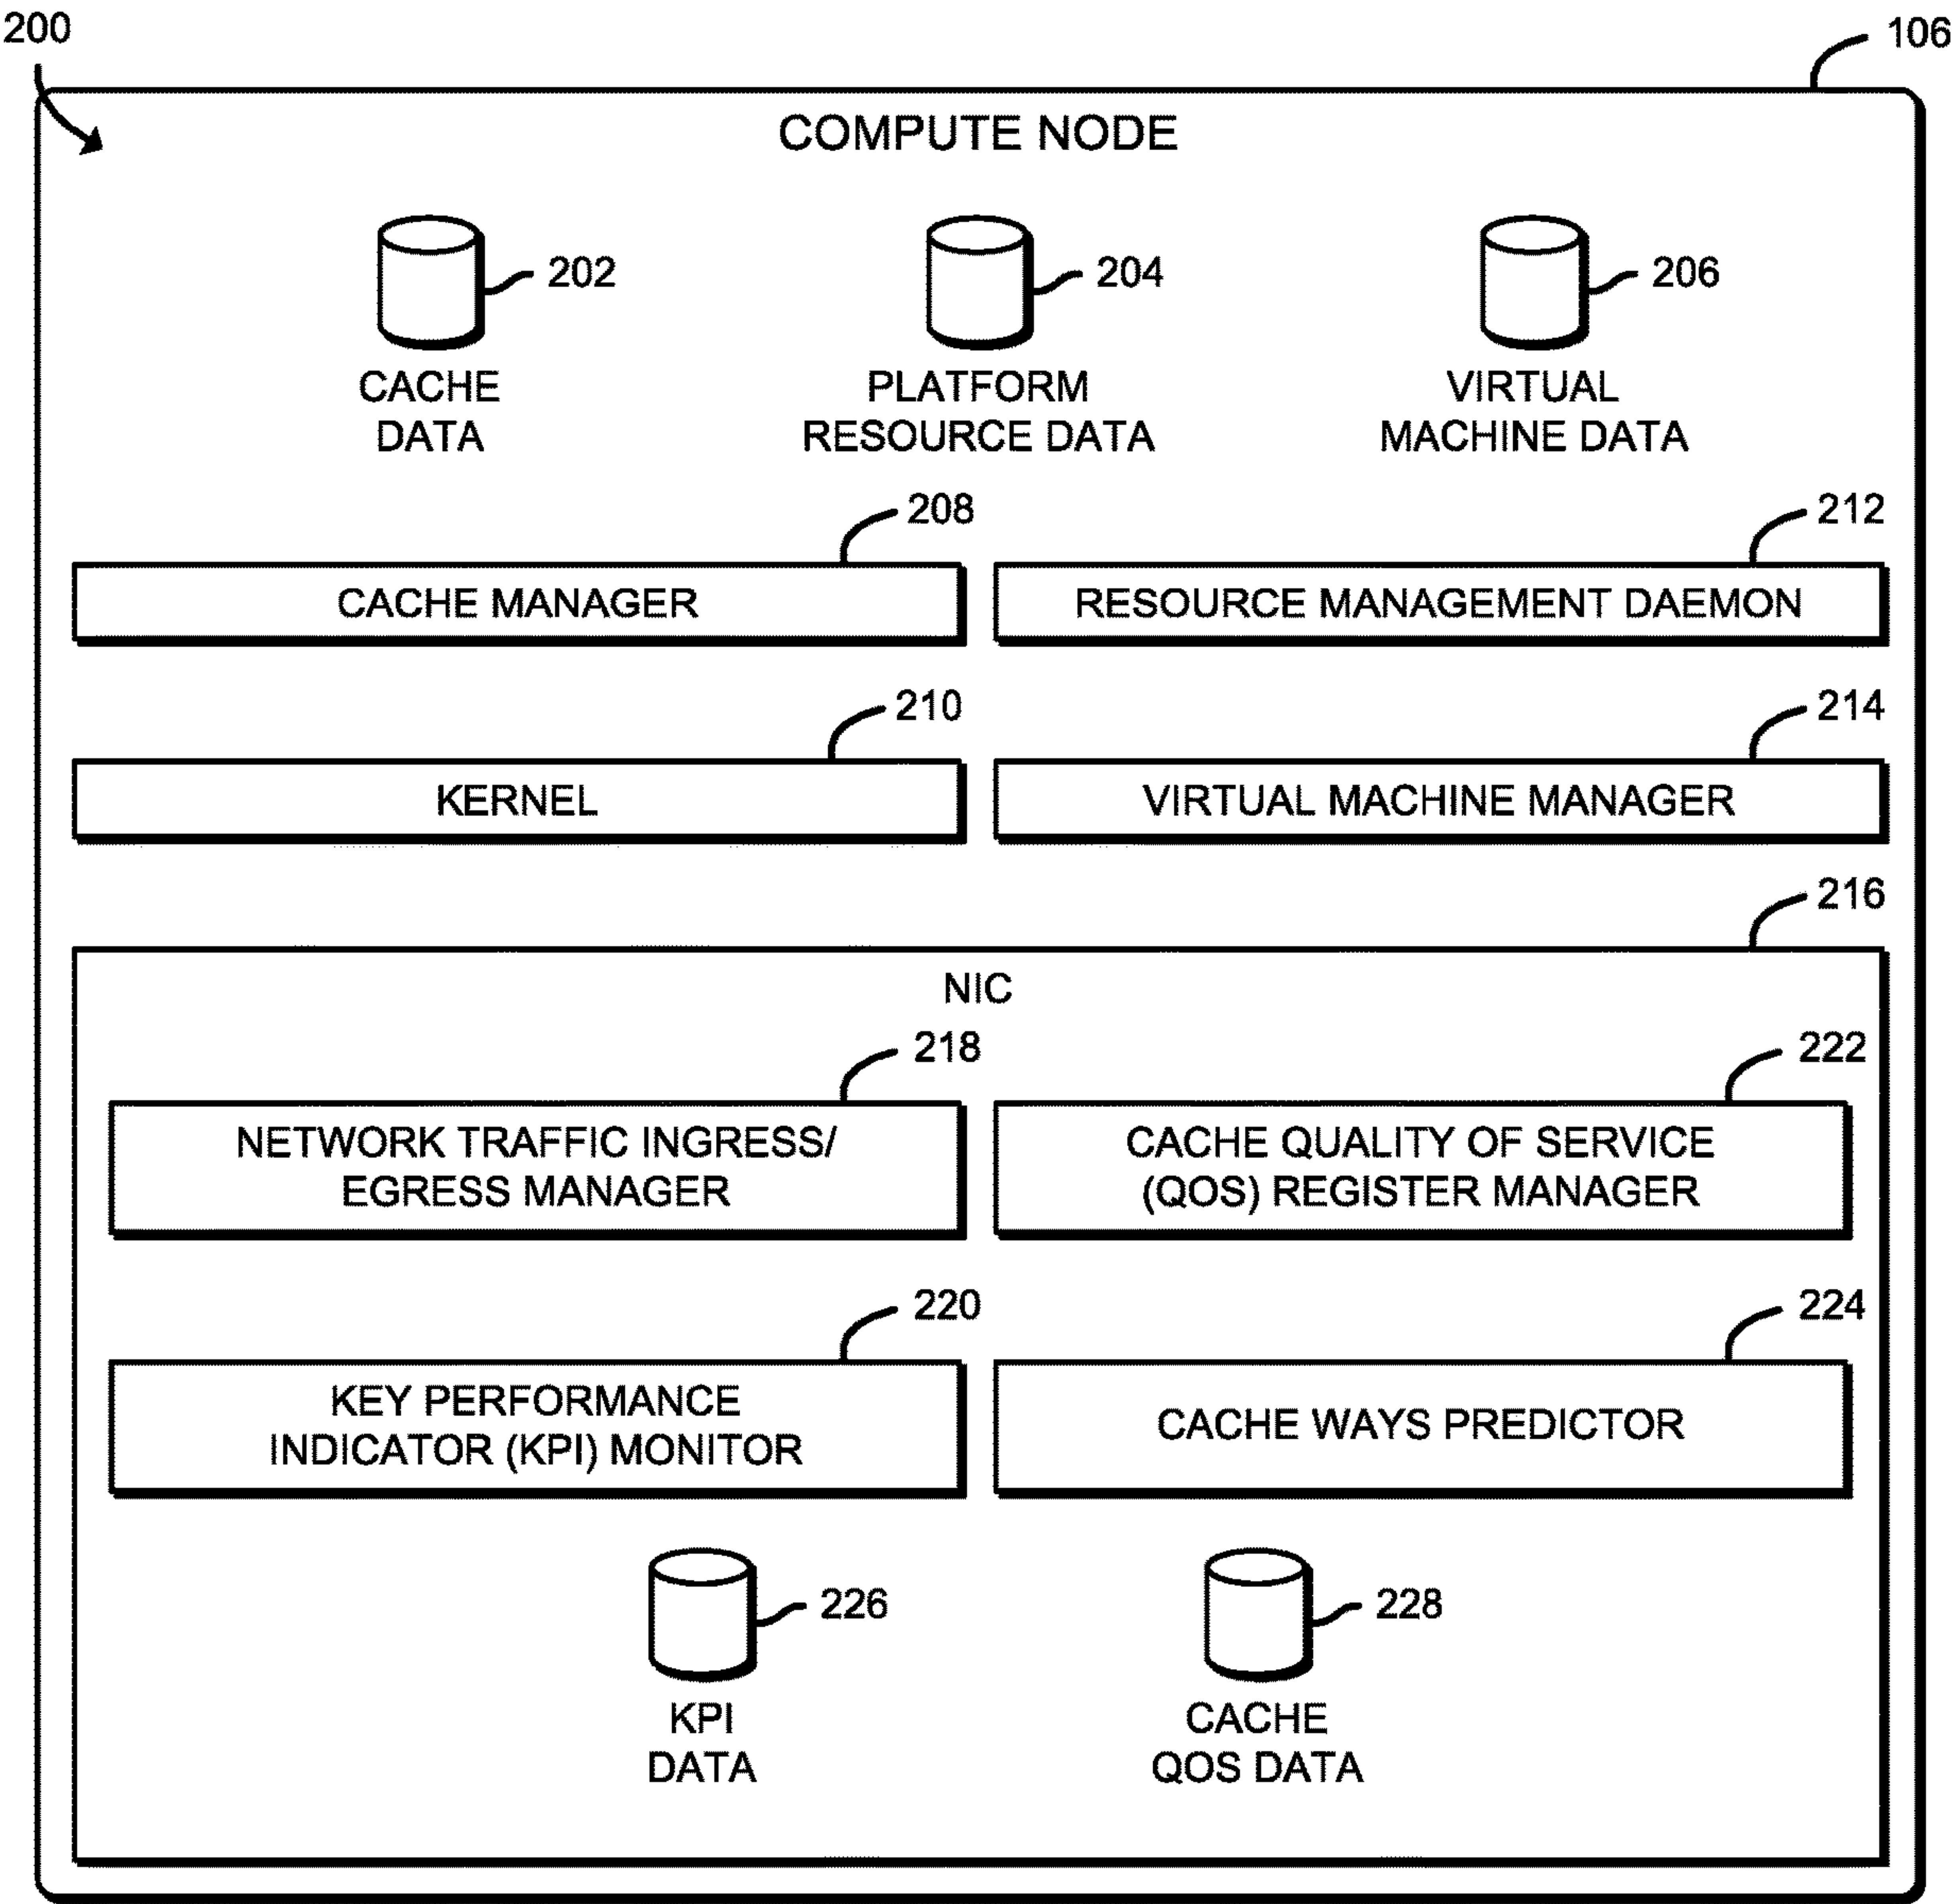 200
106
COMPUTE NODE
202
204
206
CACHE
DATA
PLATFORM
RESOURCE DATA
VIRTUAL
MACHINE DATA
208
212
CACHE MANAGER
RESOURCE MANAGEMENT DAEMON
210
214
KERNEL
VIRTUAL MACHINE MANAGER
216
NIC
218
222
NETWORK TRAFFIC INGRESS/
EGRESS MANAGER
CACHE QUALITY OF SERVICE
(QOS) REGISTER MANAGER
220
224
KEY PERFORMANCE
INDICATOR (KPI) MONITOR
CACHE WAYS PREDICTOR
226
228
KPI
DATA
CACHE
QOS DATA